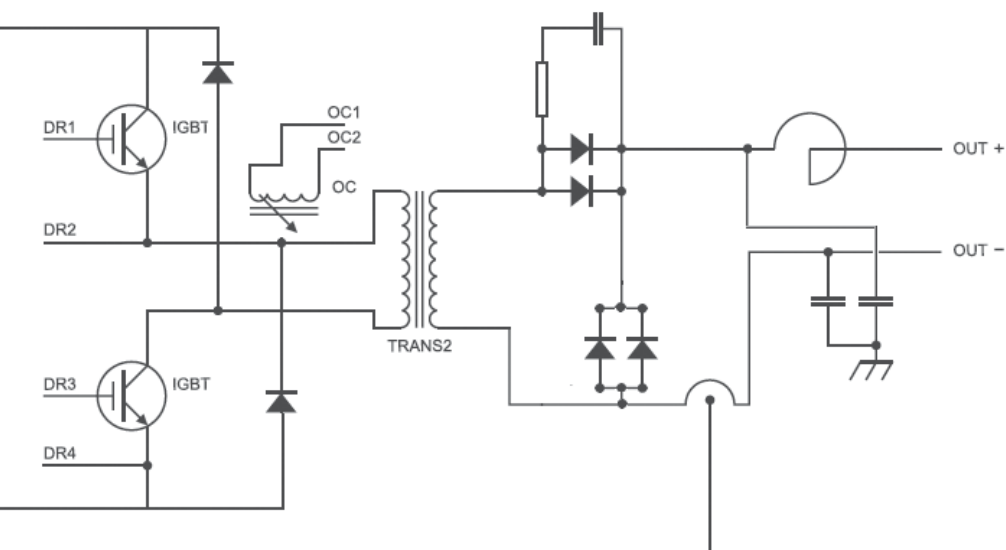 OC1
DR1
IGBT
OC2
OUT +
OC
DR2
OUT −
TRANS2
DR3
IGBT
DR4